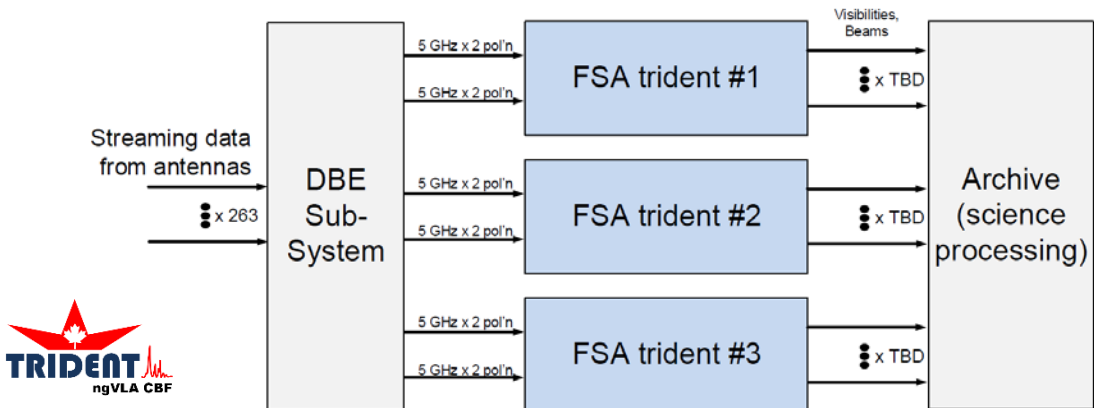 Streaming data
from antennas
x 263
DBE
Sub-
System
5 GHz x 2 pol'n
5 GHz x 2 pol'n
5 GHz x 2 pol'n
5 GHz x 2 pol'n
5 GHz x 2 pol'n
5 GHz x 2 pol'n
FSA trident #1
FSA trident #2
FSA trident #3
Visibilities,
Beams
x TBD
x TBD
x TBD
Archive
(science
processing)
TRIDENT
ngVLA CBF